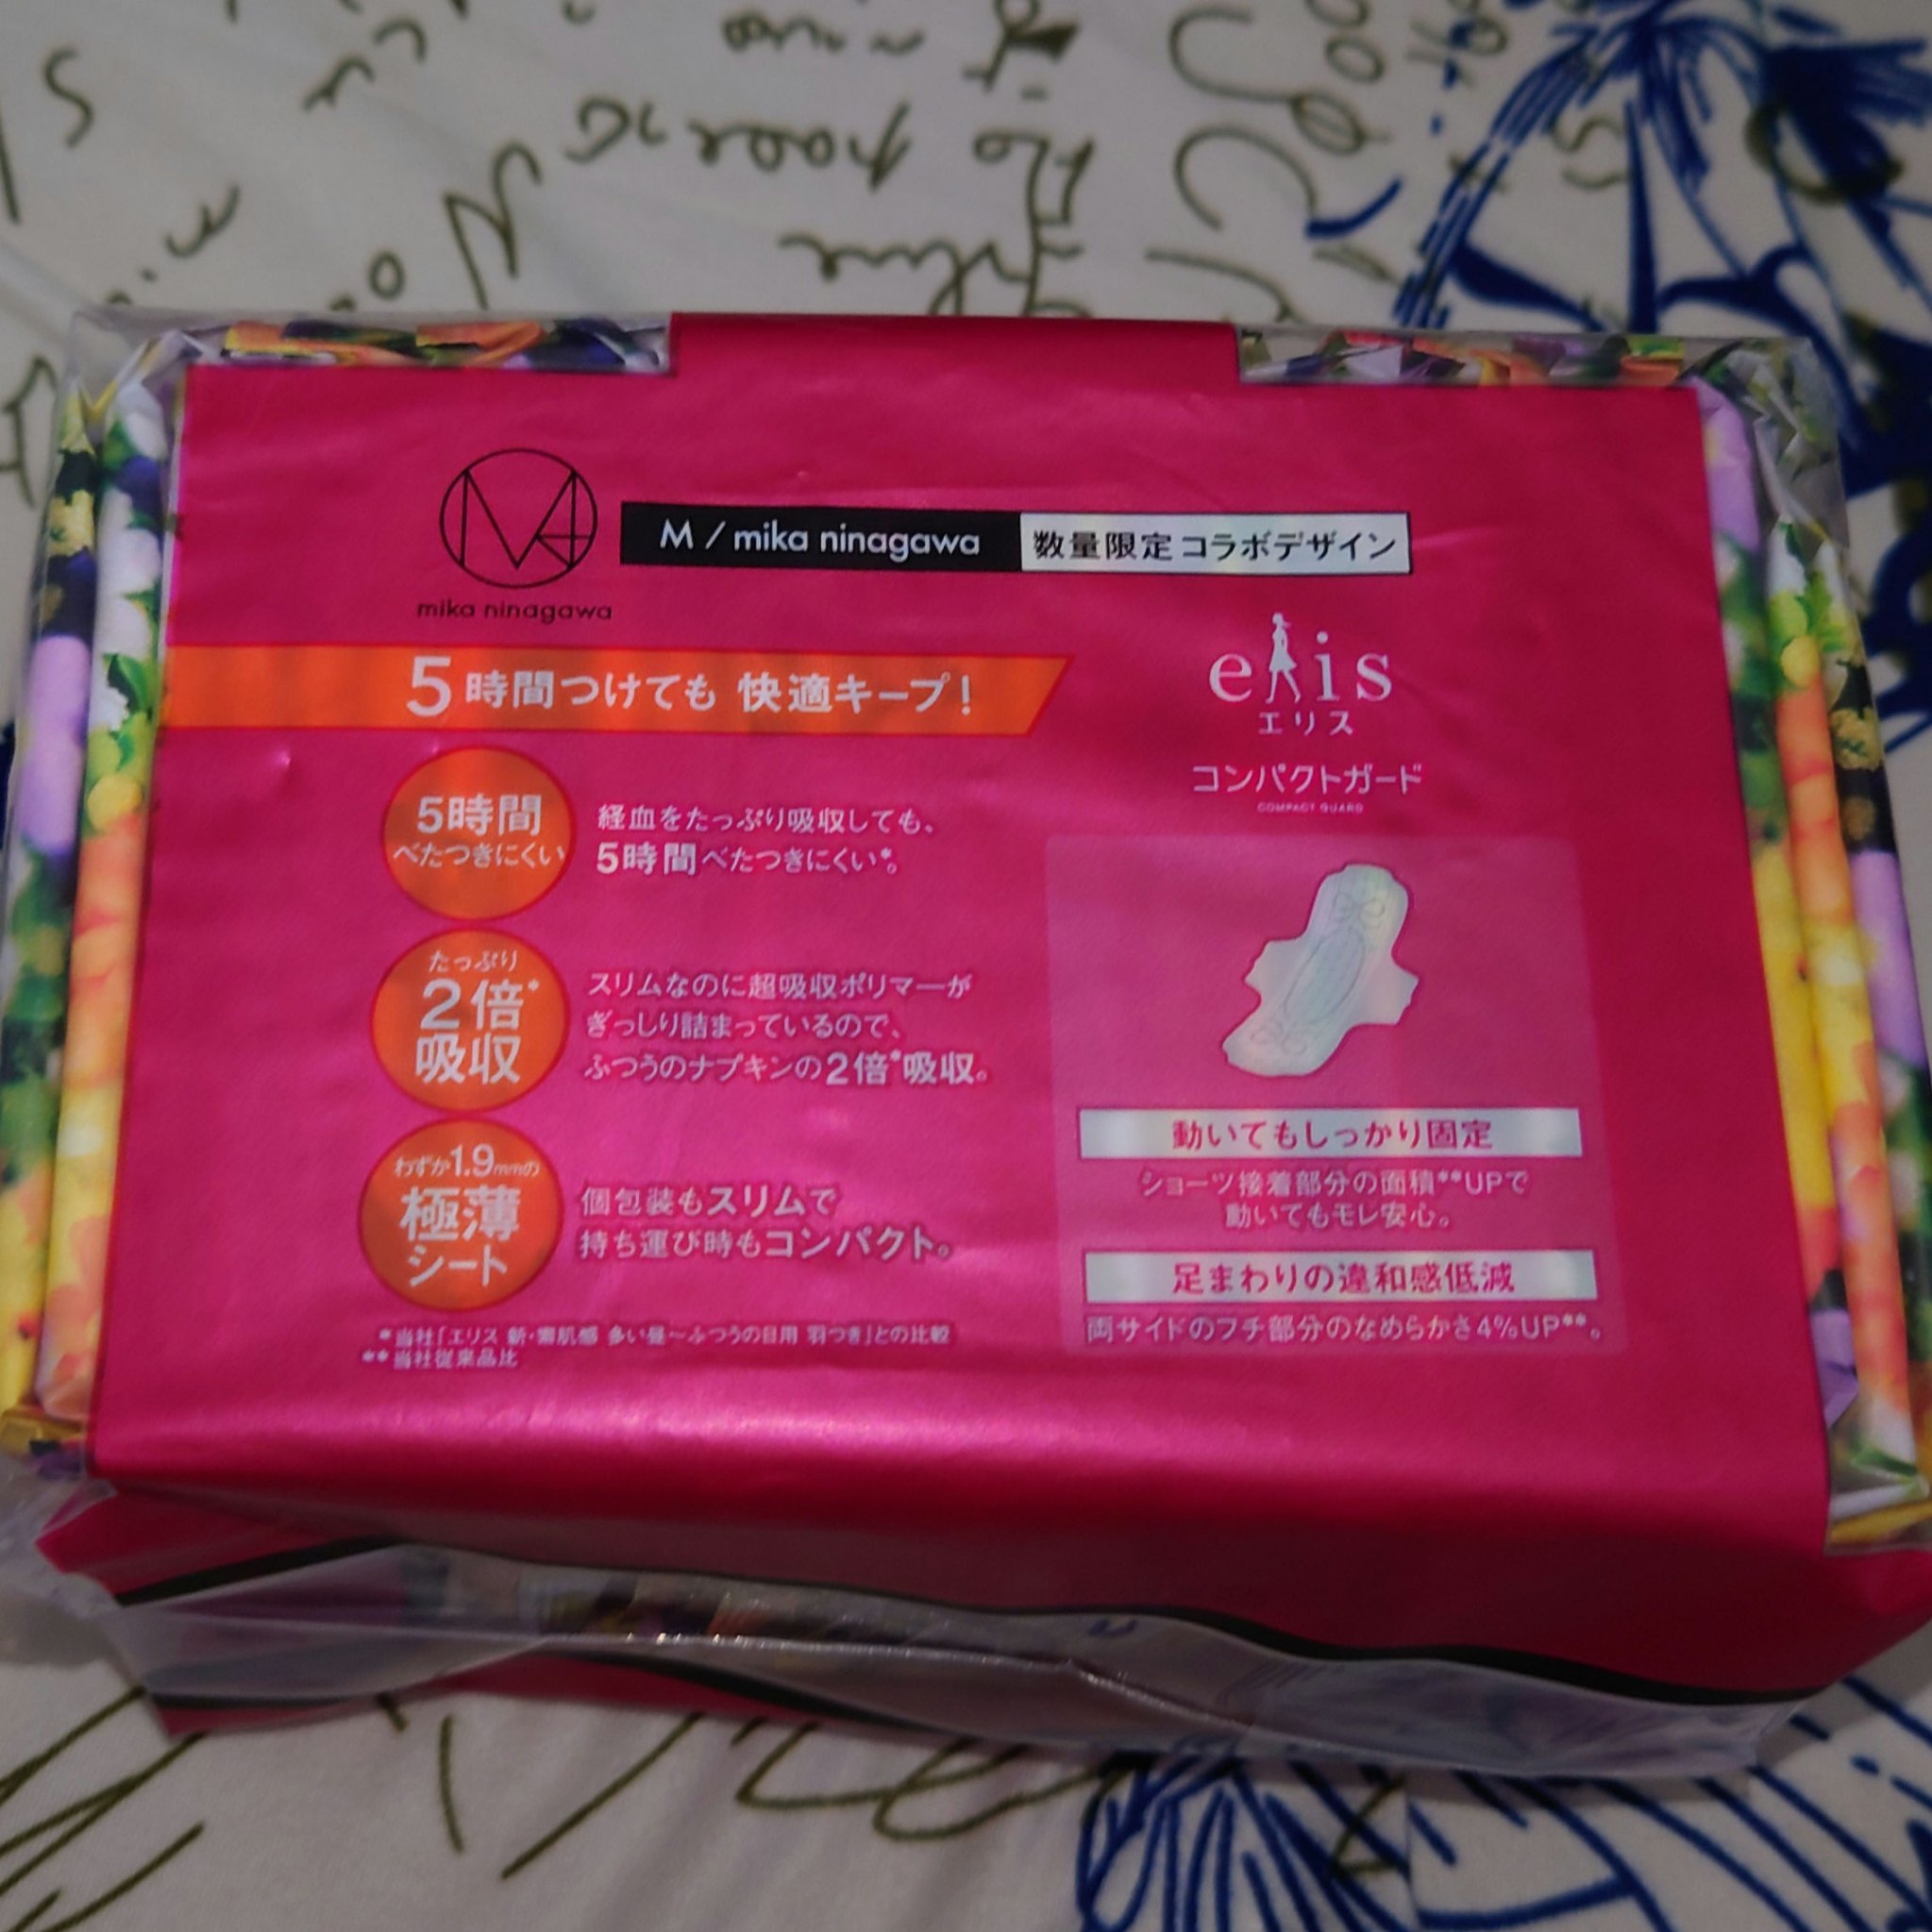 mika ninagawa
M / mika ninagawa 数量限定コラボデザイン
5時間つけても 快適キープ!
elis
エリス
コンパクトガード
COMPACT GUARD
5時間
べたつきにくい
経血をたっぷり吸収しても、
5時間べたつきにくい*。
たっぷり
2倍*
吸収
スリムなのに超吸収ポリマーが
ぎっしり詰まっているので、
ふつうのナプキンの2倍*吸収。
わずか1.9mmの
極薄
シート
個包装もスリムで
持ち運び時もコンパクト。
*当社「エリス 新・素肌感 多い昼〜ふつうの日用 羽つき」との比較
**当社従来品比
動いてもしっかり固定
ショーツ接着部分の面積**UPで
動いてもモレ安心。
足まわりの違和感低減
両サイドのフチ部分のなめらかさ4%UP**。